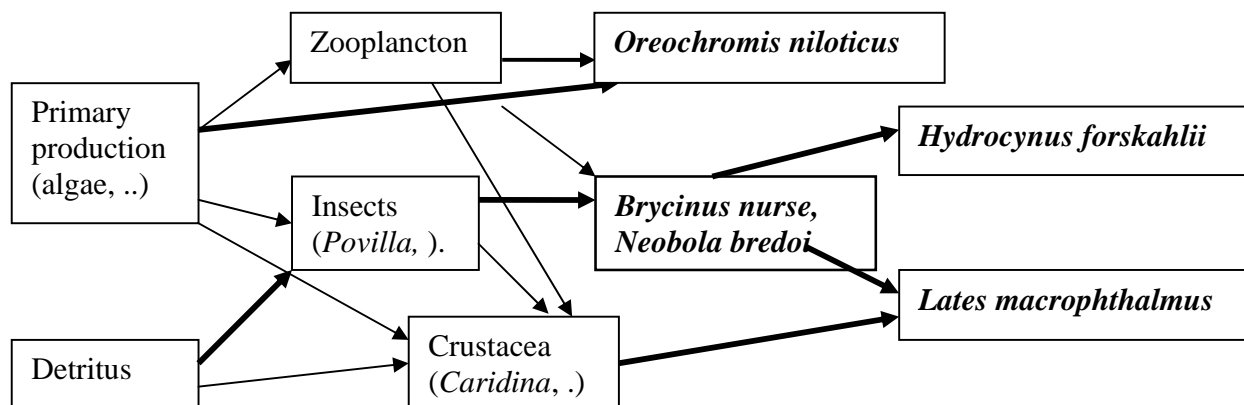 Zooplancton
Oreochromis niloticus
Primary
production
(algae, ..)
Hydrocynus forskahlii
Insects
(Povilla, ).
Brycinus nurse,
Neobola bredoi
Lates macrophthalmus
Detritus
Crustacea
(Caridina, .)